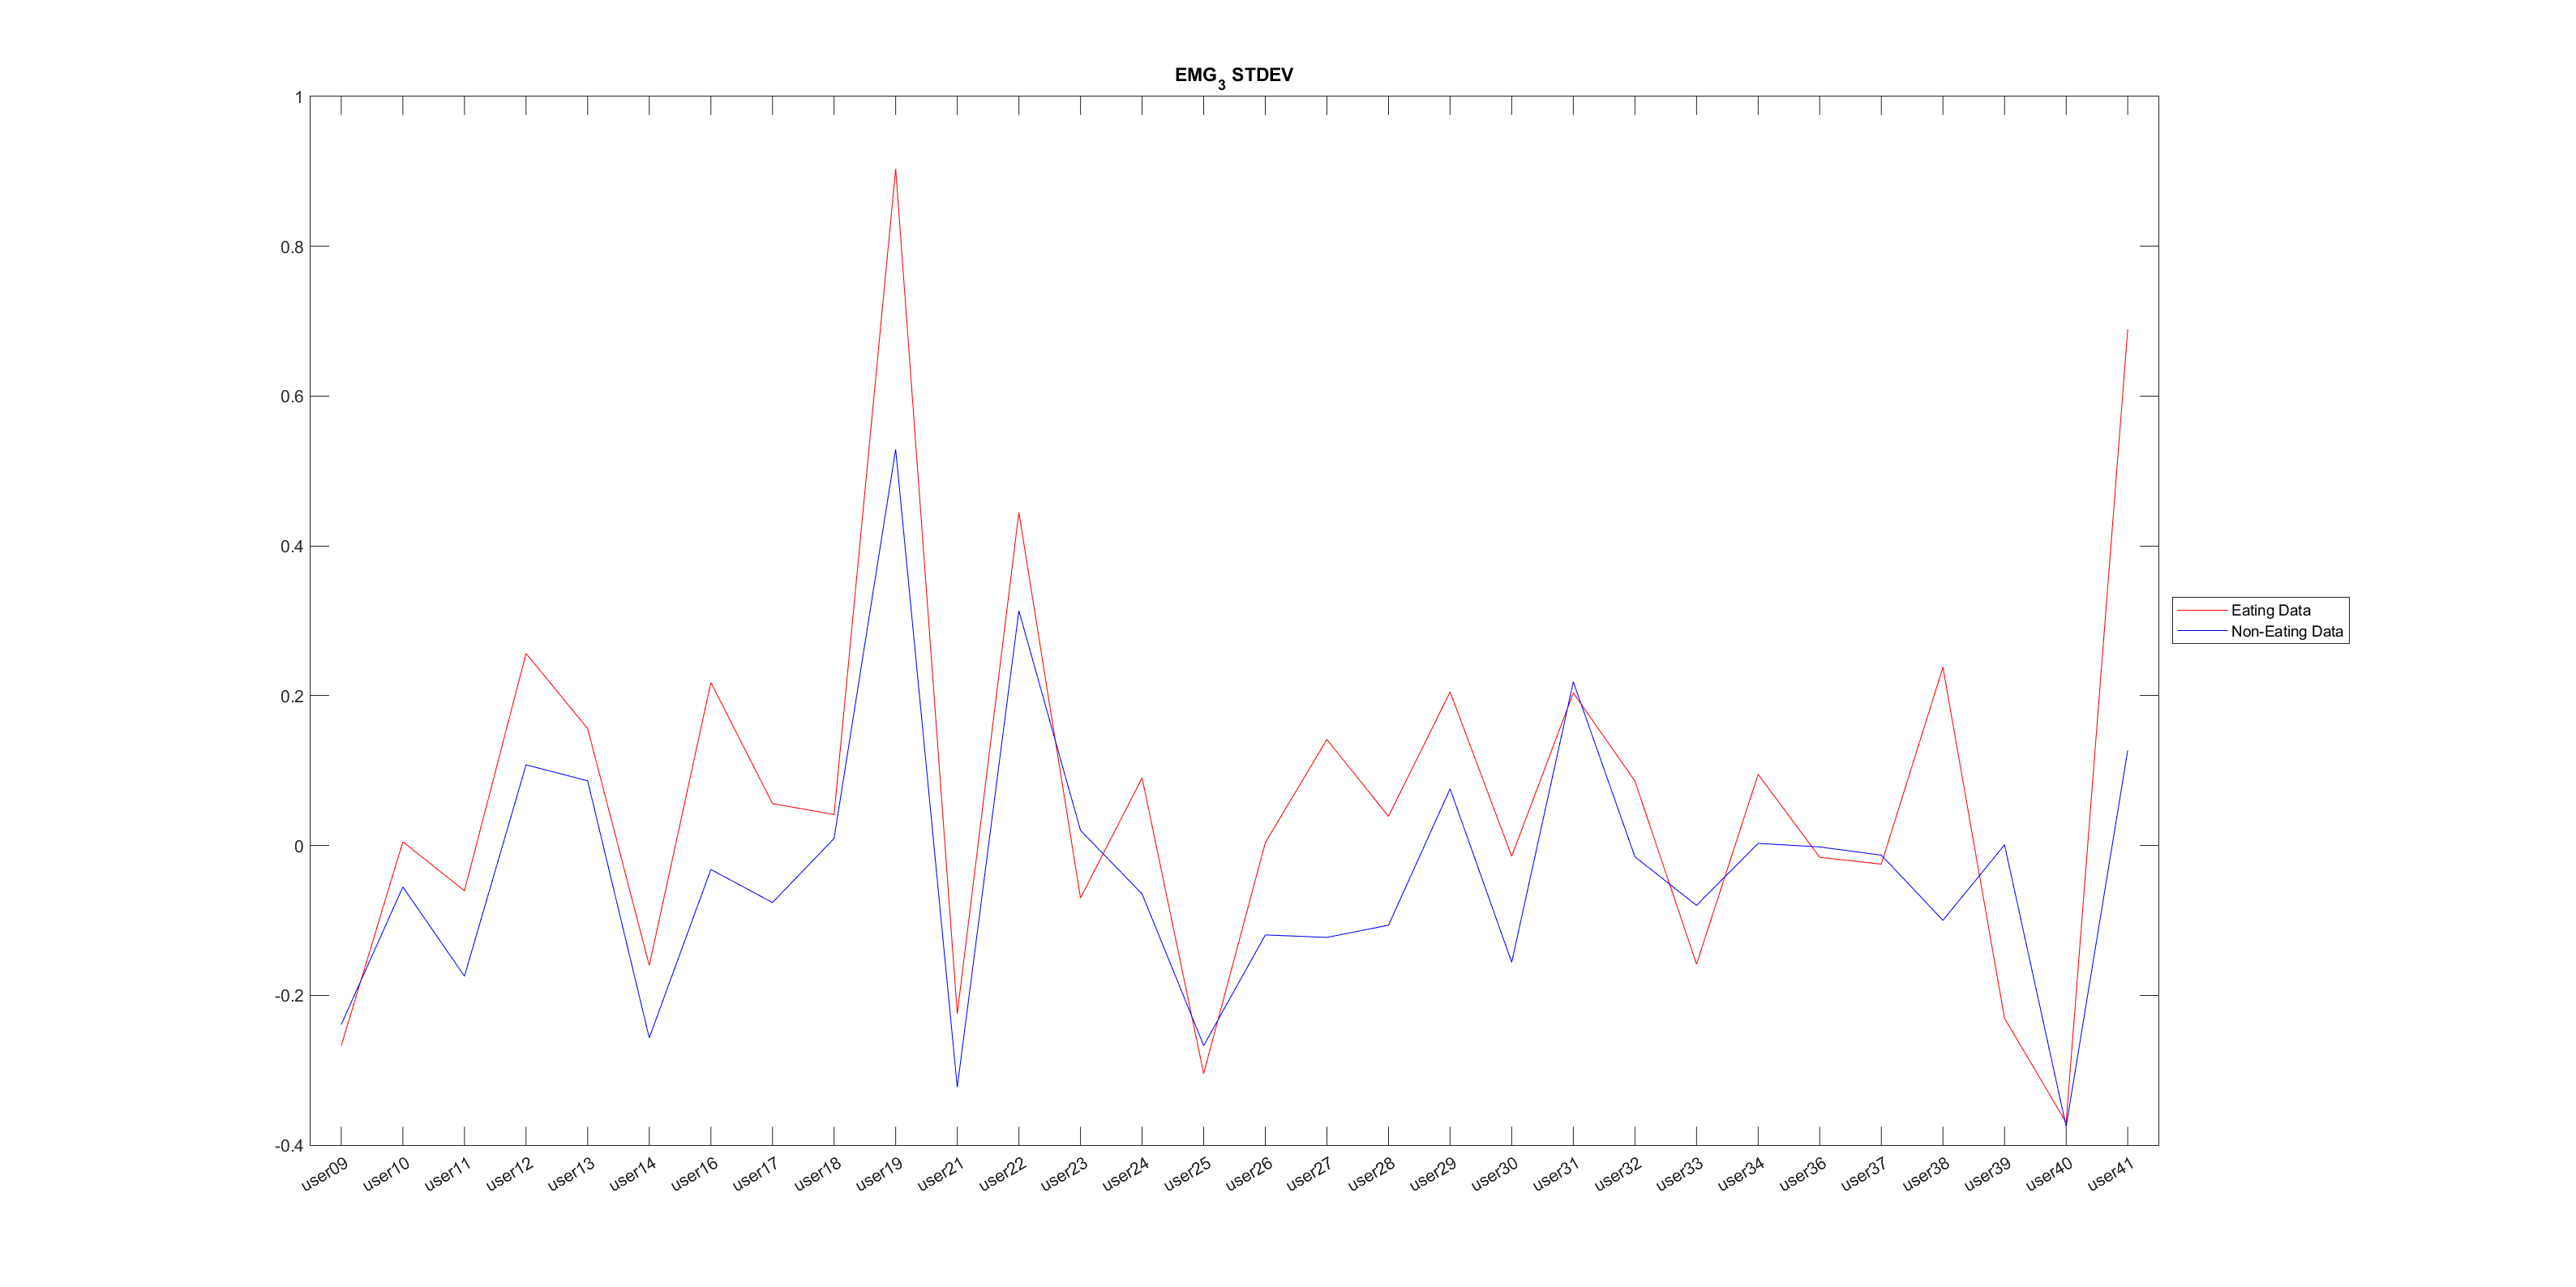 EMG3 STDEV
1
0.8
0.6
0.4
0.2
0
-0.2
-0.4
user09 user10 user11 user12 user13 user14 user16 user17 user18 user19 user21 user22 user23 user24 user25 user26 user27 user28 user29 user30 user31 user32 user33 user34 user36 user37 user38 user39 user40 user41
Eating Data
Non-Eating Data